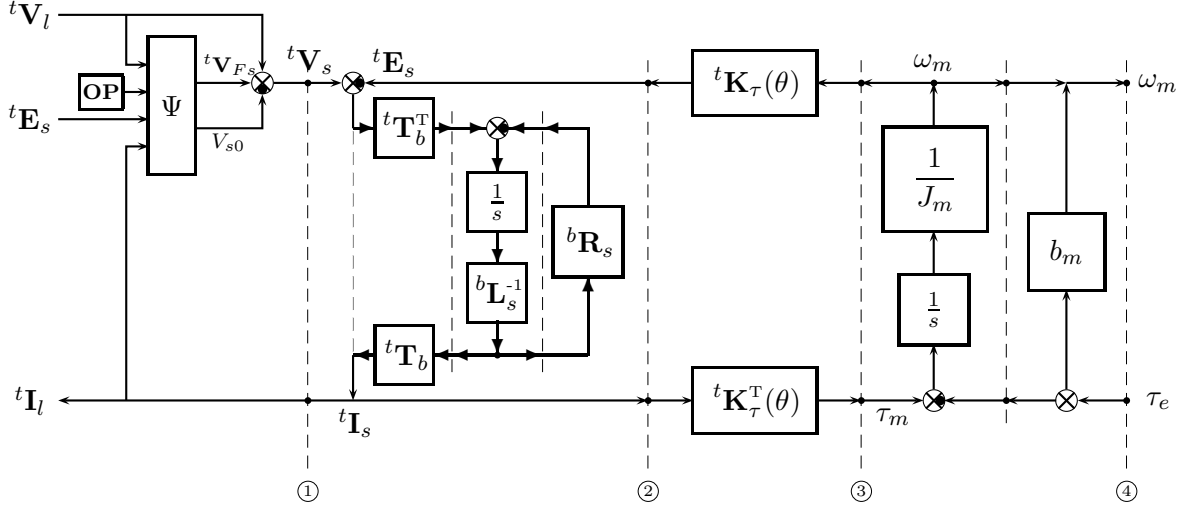 ᵗV_l
ᵗV_Fs
ᵗV_s
ᵗE_s
OP
Ψ
ᵗE_s
V_s0
ᵗK_τ(θ)
ω_m
ω_m
ᵗT_b^T
1/s
ᵇR_s
ᵇL_s^-1
ᵗT_b
1/J_m
b_m
1/s
ᵗI_l
ᵗI_s
ᵗK_τ^T(θ)
τ_m
τ_e
① ② ③ ④